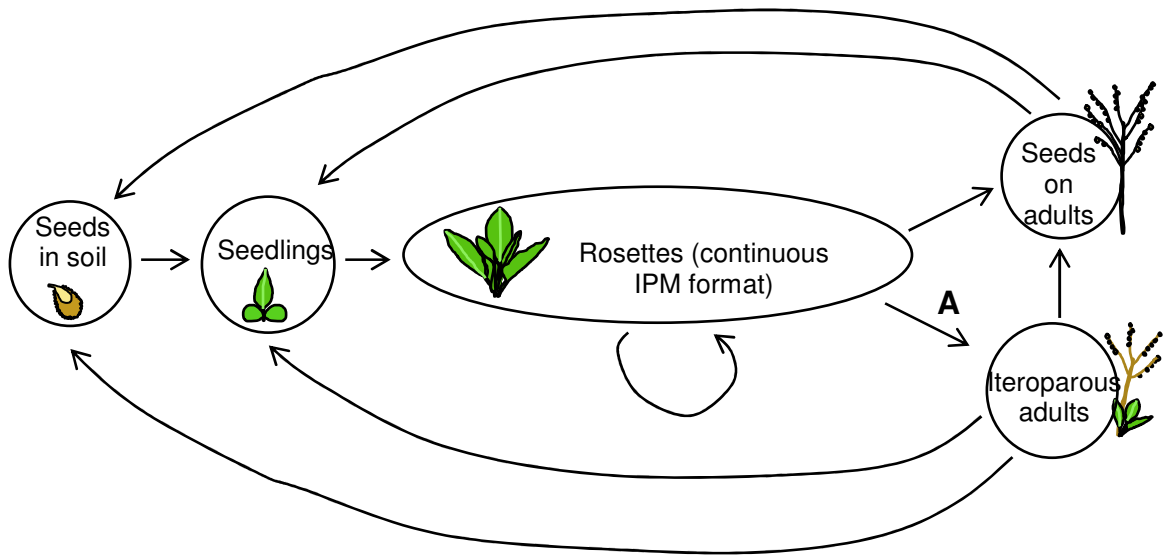 Seeds
in soil
Seedlings
Rosettes (continuous
IPM format)
Seeds
on
adults
A
Iteroparous
adults